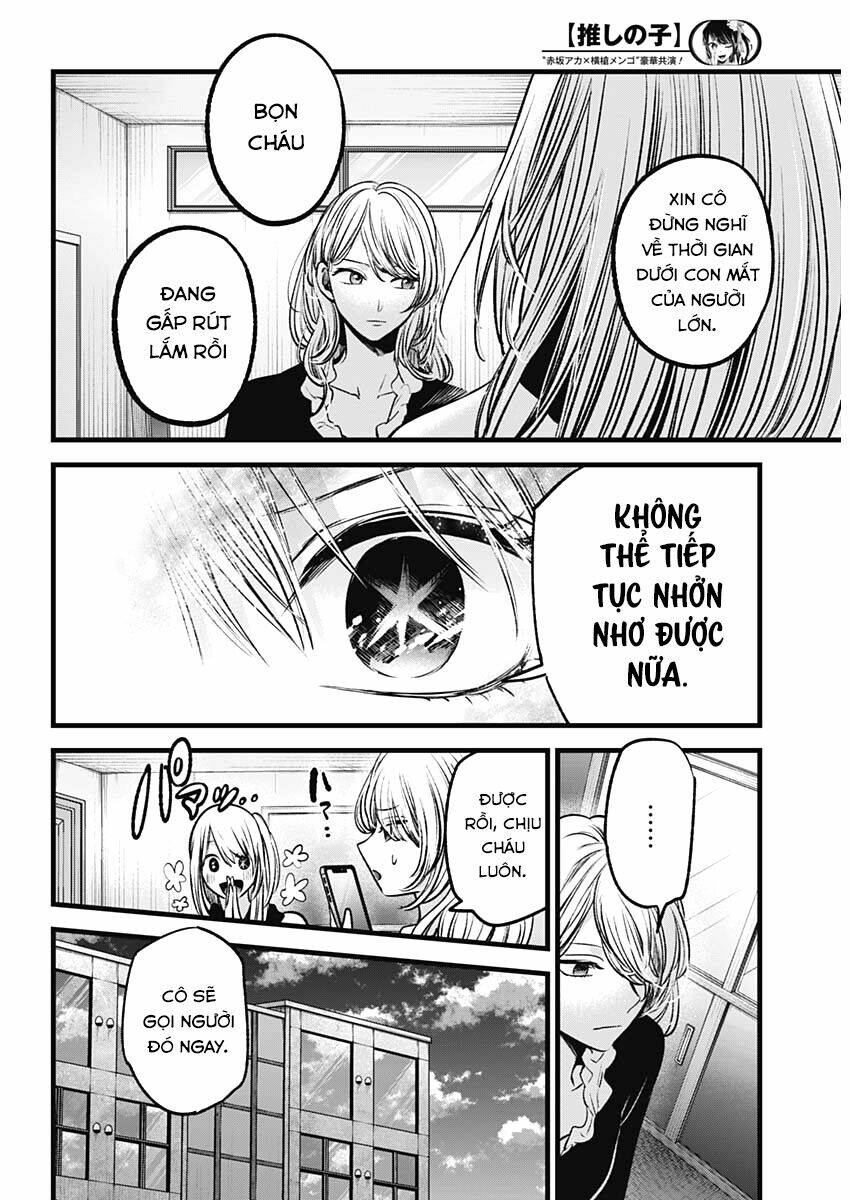 【推しの子】
"赤坂アカ×横槍メンゴ"豪華共演！
XIN CÔ
ĐỪNG NGHĨ
VỀ THỜI GIAN
DƯỚI CON MẮT
CỦA NGƯỜI
LỚN.
BỌN
CHÁU
ĐANG
GẤP RÚT
LẮM RỒI
KHÔNG
THỂ TIẾP
TỤC NHỞN
NHƠ ĐƯỢC
NỮA.
......
ĐƯỢC
RỒI, CHỊU
CHÁU
LUÔN.
パァマッ..
CÔ SẼ
GỌI NGƯỜI
ĐÓ NGAY.